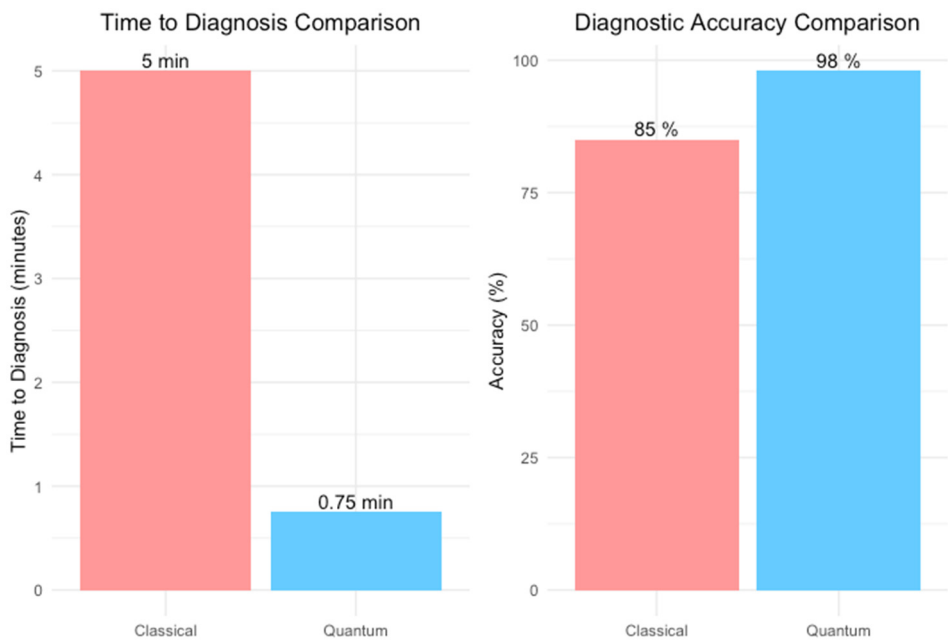 Time to Diagnosis Comparison
Time to Diagnosis (minutes)
5
4
3
2
1
0
5 min
0.75 min
Classical
Quantum
Diagnostic Accuracy Comparison
Accuracy (%)
100
75
50
25
0
85 %
98 %
Classical
Quantum